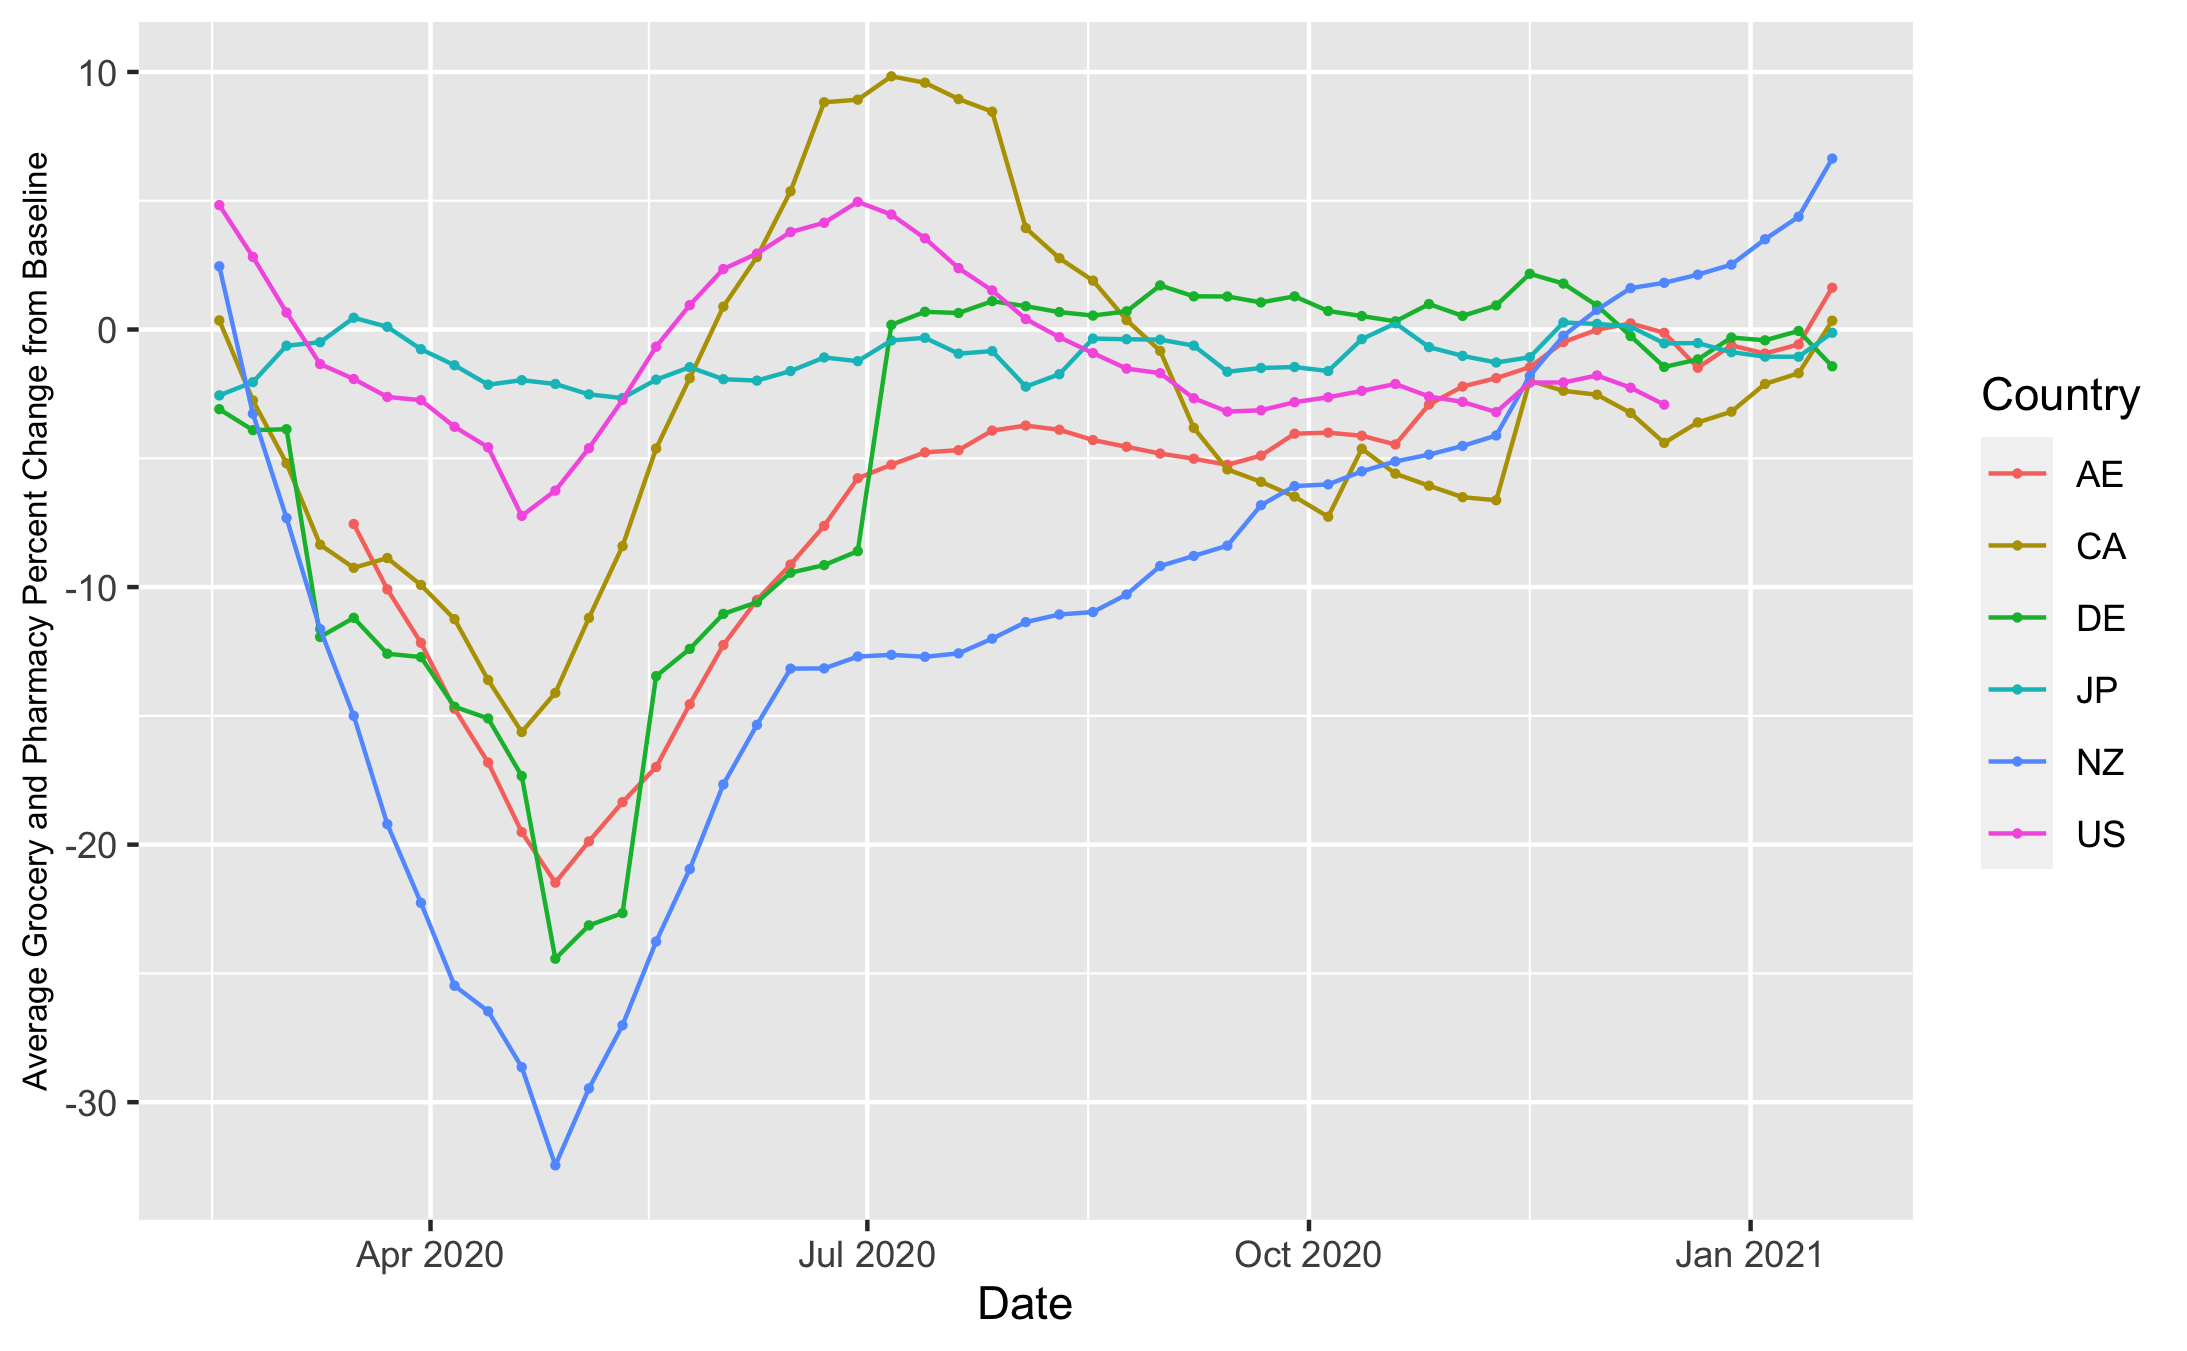 Average Grocery and Pharmacy Percent Change from Baseline
10
0
-10
-20
-30
Apr 2020
Jul 2020
Oct 2020
Jan 2021
Date
Country
AE
CA
DE
JP
NZ
US